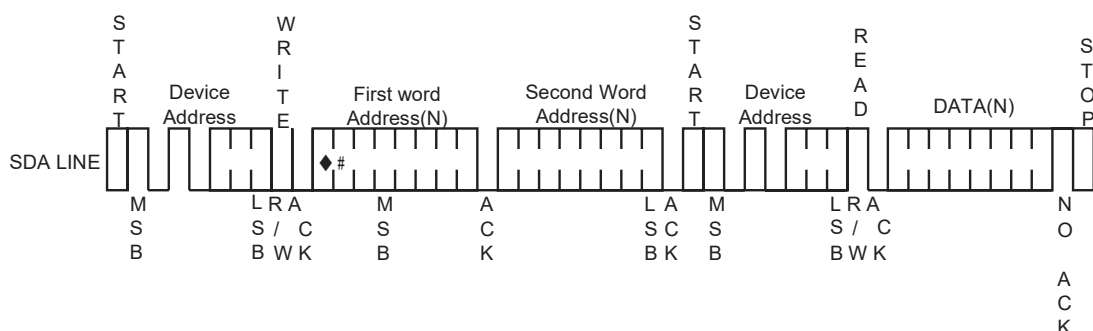 START
WRITE
START
READ
STOP
Device
Address
First word
Address(N)
Second Word
Address(N)
Device
Address
DATA(N)
SDA LINE
♦ #
MSB
LSB
R/W
ACK
MSB
ACK
LSB
ACK
MSB
LSB
R/W
ACK
NO ACK